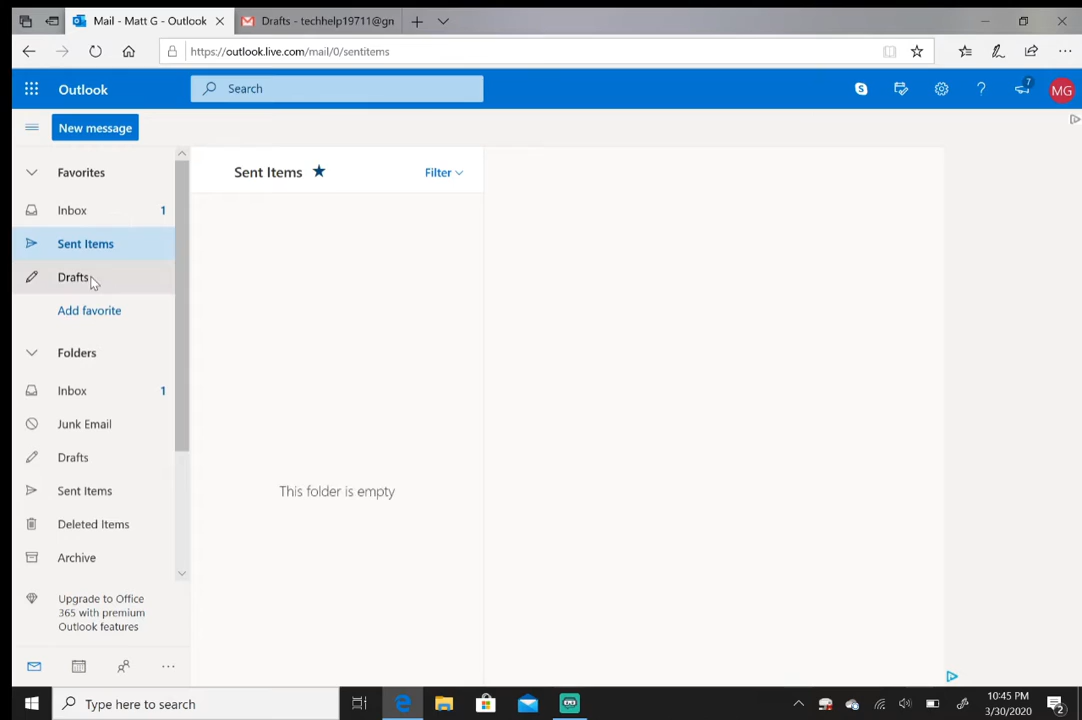 Mail - Matt G - Outlook
Drafts - techhelp19711@gn
https://outlook.live.com/mail/0/sentitems
Outlook
Search
7
MG
New message
Favorites
Sent Items
Filter
Inbox 1
Sent Items
Drafts
Add favorite
Folders
Inbox 1
Junk Email
Drafts
Sent Items
This folder is empty
Deleted Items
Archive
Upgrade to Office
365 with premium
Outlook features
Type here to search
10:45 PM
3/30/2020
2